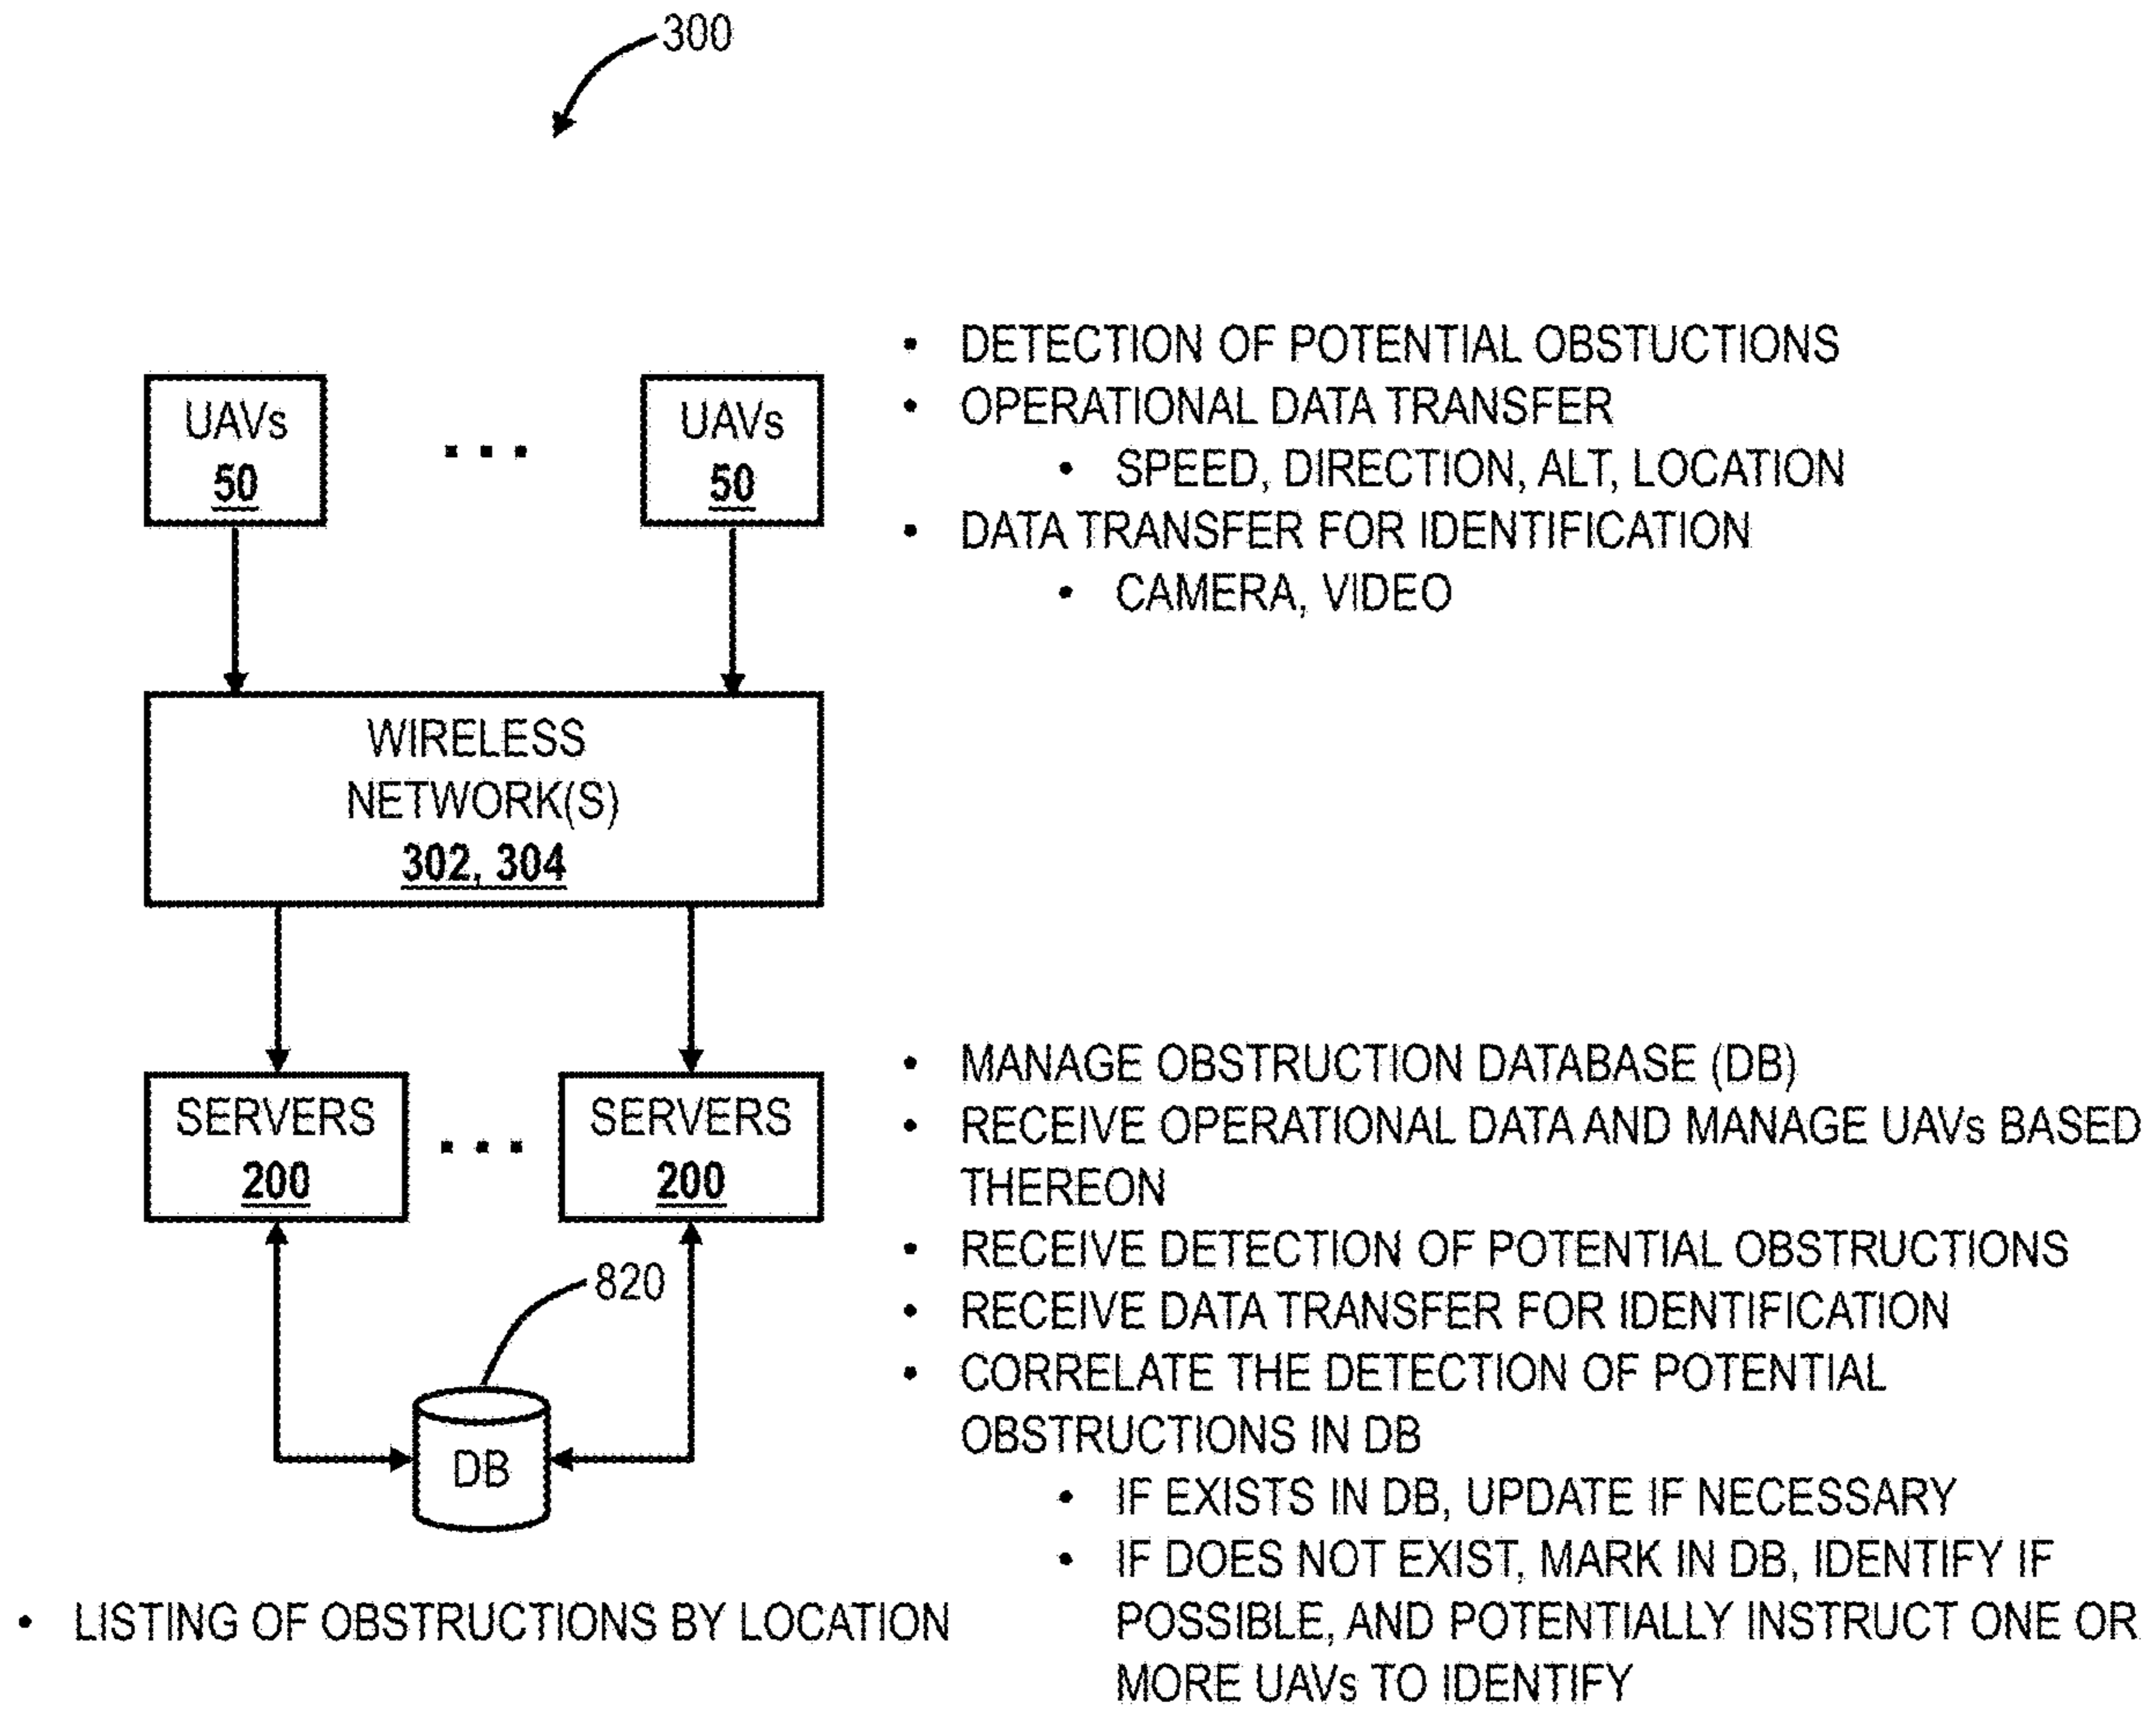 300
UAVs
50
...
UAVs
50
• DETECTION OF POTENTIAL OBSTUCTIONS
• OPERATIONAL DATA TRANSFER
• SPEED, DIRECTION, ALT, LOCATION
• DATA TRANSFER FOR IDENTIFICATION
• CAMERA, VIDEO
WIRELESS
NETWORK(S)
302, 304
SERVERS
200
...
SERVERS
200
820
DB
• LISTING OF OBSTRUCTIONS BY LOCATION
• MANAGE OBSTRUCTION DATABASE (DB)
• RECEIVE OPERATIONAL DATA AND MANAGE UAVs BASED
THEREON
• RECEIVE DETECTION OF POTENTIAL OBSTRUCTIONS
• RECEIVE DATA TRANSFER FOR IDENTIFICATION
• CORRELATE THE DETECTION OF POTENTIAL
OBSTRUCTIONS IN DB
• IF EXISTS IN DB, UPDATE IF NECESSARY
• IF DOES NOT EXIST, MARK IN DB, IDENTIFY IF
POSSIBLE, AND POTENTIALLY INSTRUCT ONE OR
MORE UAVs TO IDENTIFY